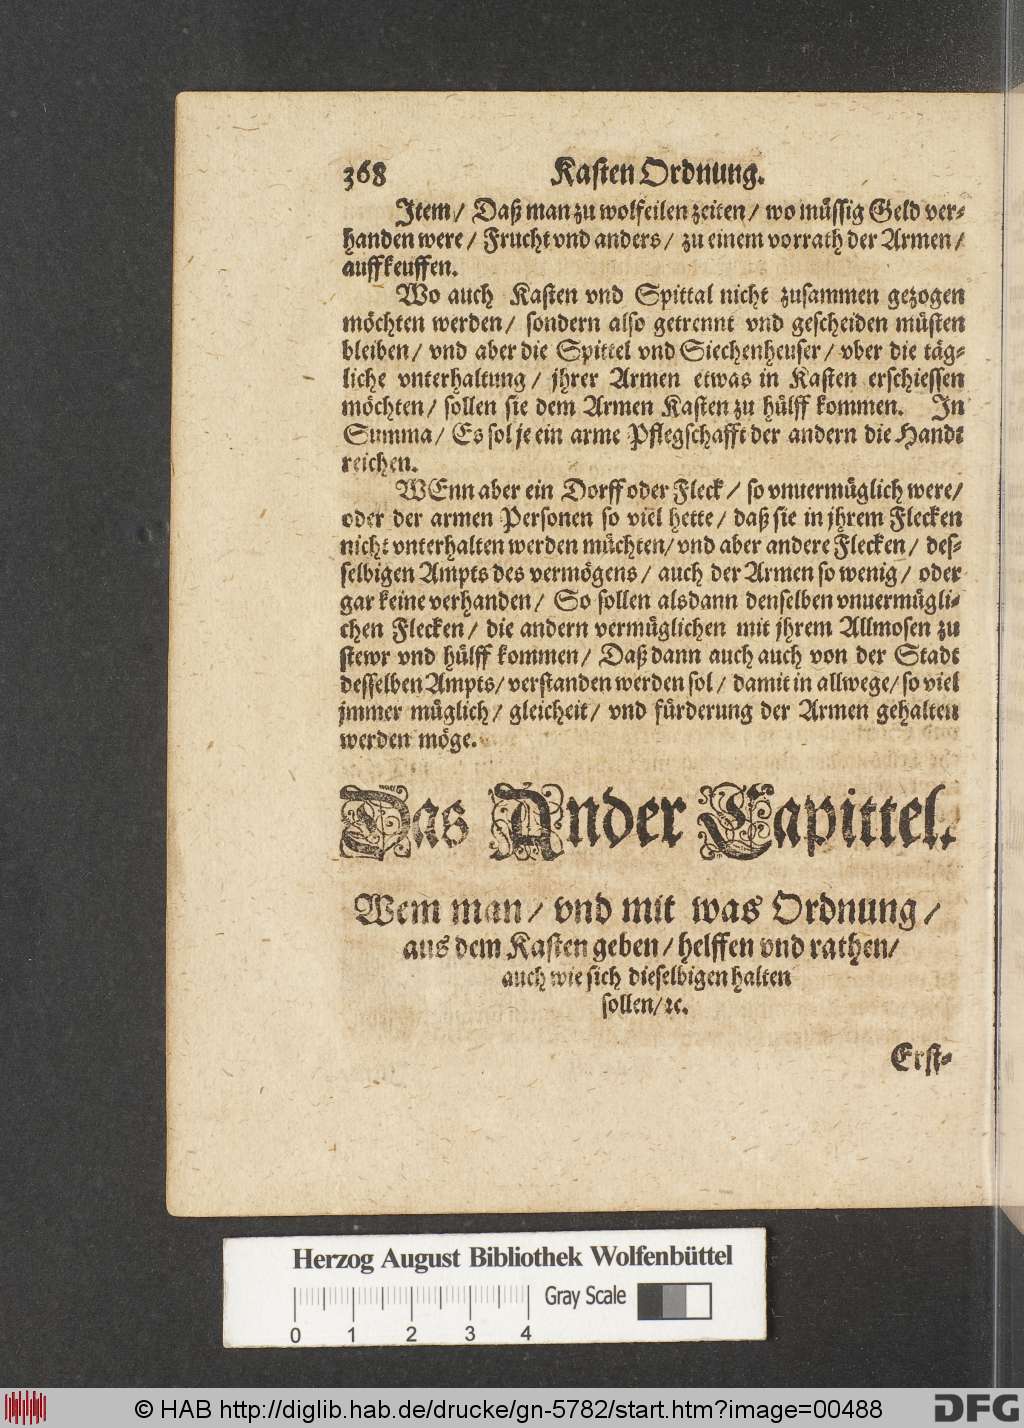 368 Kasten Ordnung.
Item/ Daß man zu wolfeilen zeiten/ wo müssig Geld ver-
handen were/ Frucht vnd anders/ zu einem vorrath der Armen/
auffkeuffen.
Wo auch Kasten vnd Spittal nicht zusammen gezogen
möchten werden/ sondern also getrennt vnd gescheiden müsten
bleiben/ vnd aber die Spittel vnd Siechenheuser/ vber die täg-
liche vnterhaltung/ jhrer Armen etwas in Kasten erschiessen
möchten/ sollen sie dem Armen Kasten zu hülff kommen. In
Summa/ Es sol je ein arme Pflegschafft der andern die Handt
reichen.
WEnn aber ein Dorff oder Fleck/ so vnuermüglich were/
oder der armen Personen so viel hette/ daß sie in jhrem Flecken
nicht vnterhalten werden müchten/ vnd aber andere Flecken/ des-
selbigen Ampts des vermögens/ auch der Armen so wenig/ oder
gar keine verhanden/ So sollen alsdann denselben vnuermügli-
chen Flecken/ die andern vermüglichen mit jhrem Allmosen zu
stewr vnd hülff kommen/ Daß dann auch auch von der Stadt
desselben Ampts/ verstanden werden sol/ damit in allwege/ so viel
jmmer müglich/ gleicheit/ vnd fürderung der Armen gehalten
werden möge.
Das Ander Capittel.
Wem man/ vnd mit was Ordnung/
aus dem Kasten geben/ helffen vnd rathen/
auch wie sich dieselbigen halten
sollen/ ꝛc.
Erst-
Herzog August Bibliothek Wolfenbüttel
Gray Scale
0 1 2 3 4
© HAB http://diglib.hab.de/drucke/gn-5782/start.htm?image=00488
DFG